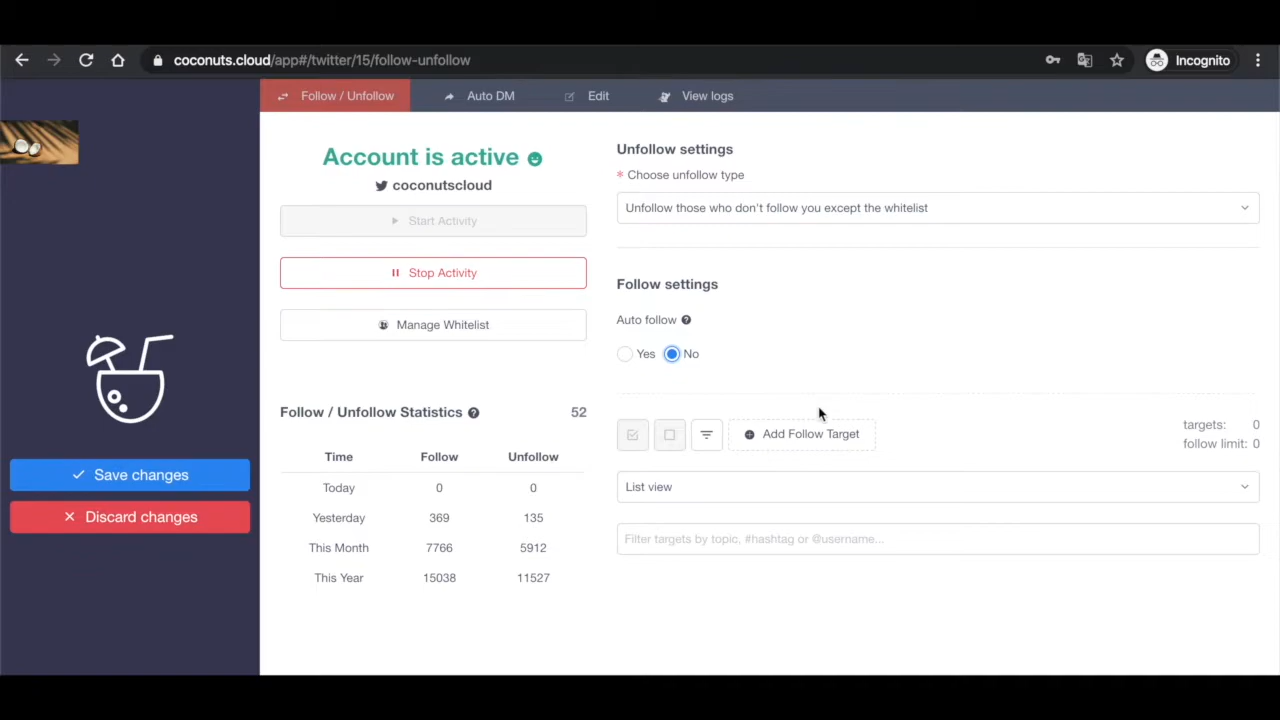 coconuts.cloud/app#/twitter/15/follow-unfollow
Incognito
Follow / Unfollow
Auto DM
Edit
View logs
Account is active
coconutscloud
Start Activity
Stop Activity
Manage Whitelist
Follow / Unfollow Statistics 52
Time Follow Unfollow
Today 0 0
Yesterday 369 135
This Month 7766 5912
This Year 15038 11527
Unfollow settings
* Choose unfollow type
Unfollow those who don't follow you except the whitelist
Follow settings
Auto follow
Yes No
Add Follow Target
targets: 0
follow limit: 0
List view
Filter targets by topic, #hashtag or @username...
Save changes
Discard changes